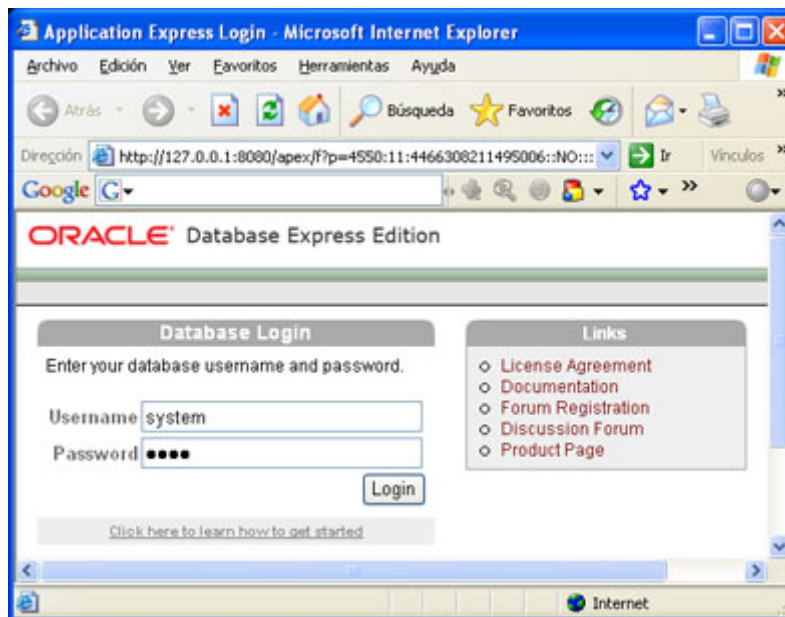 Application Express Login - Microsoft Internet Explorer
Archivo Edición Ver Favoritos Herramientas Ayuda
Atrás Búsqueda Favoritos »
Dirección http://127.0.0.1:8080/apex/f?p=4550:11:4466308211495006::NO::: Ir Vínculos »
Google G »
ORACLE® Database Express Edition
Database Login
Enter your database username and password.
Username system
Password ●●●●
Login
Click here to learn how to get started
Links
License Agreement
Documentation
Forum Registration
Discussion Forum
Product Page
Internet